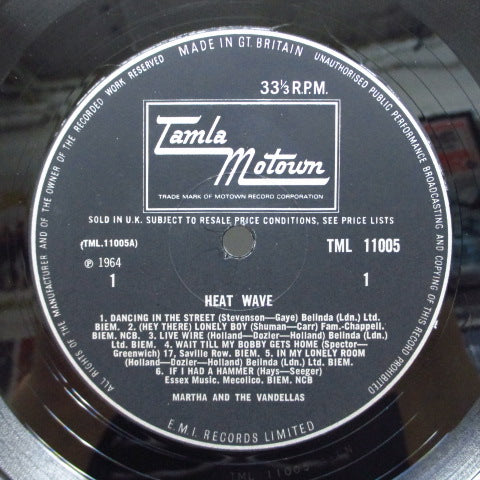 MADE IN GT. BRITAIN
UNAUTHORISED PUBLIC PERFORMANCE BROADCASTING AND COPYING OF THIS RECORD PROHIBITED
ALL RIGHTS OF THE MANUFACTURER AND OF THE OWNER OF THE RECORDED WORK RESERVED
33⅓ R.P.M.
Tamla
Motown
TRADE MARK OF MOTOWN RECORD CORPORATION
SOLD IN U.K. SUBJECT TO RESALE PRICE CONDITIONS, SEE PRICE LISTS
(TML.11005A) TML 11005
℗ 1964
1 1
HEAT WAVE
1. DANCING IN THE STREET (Stevenson—Gaye) Belinda (Ldn.) Ltd.
BIEM. 2. (HEY THERE) LONELY BOY (Shuman—Carr) Fam.-Chappell.
BIEM. NCB. 3. LIVE WIRE (Holland—Dozier—Holland) Belinda (Ldn.)
Ltd. BIEM. 4. WAIT TILL MY BOBBY GETS HOME (Spector—
Greenwich) 17, Saville Row. BIEM. 5. IN MY LONELY ROOM
(Holland—Dozier—Holland) Belinda (Ldn.) Ltd. BIEM.
6. IF I HAD A HAMMER (Hays—Seeger)
Essex Music, Mecolico. BIEM. NCB
MARTHA AND THE VANDELLAS
E.M.I. RECORDS LIMITED
TML 11005